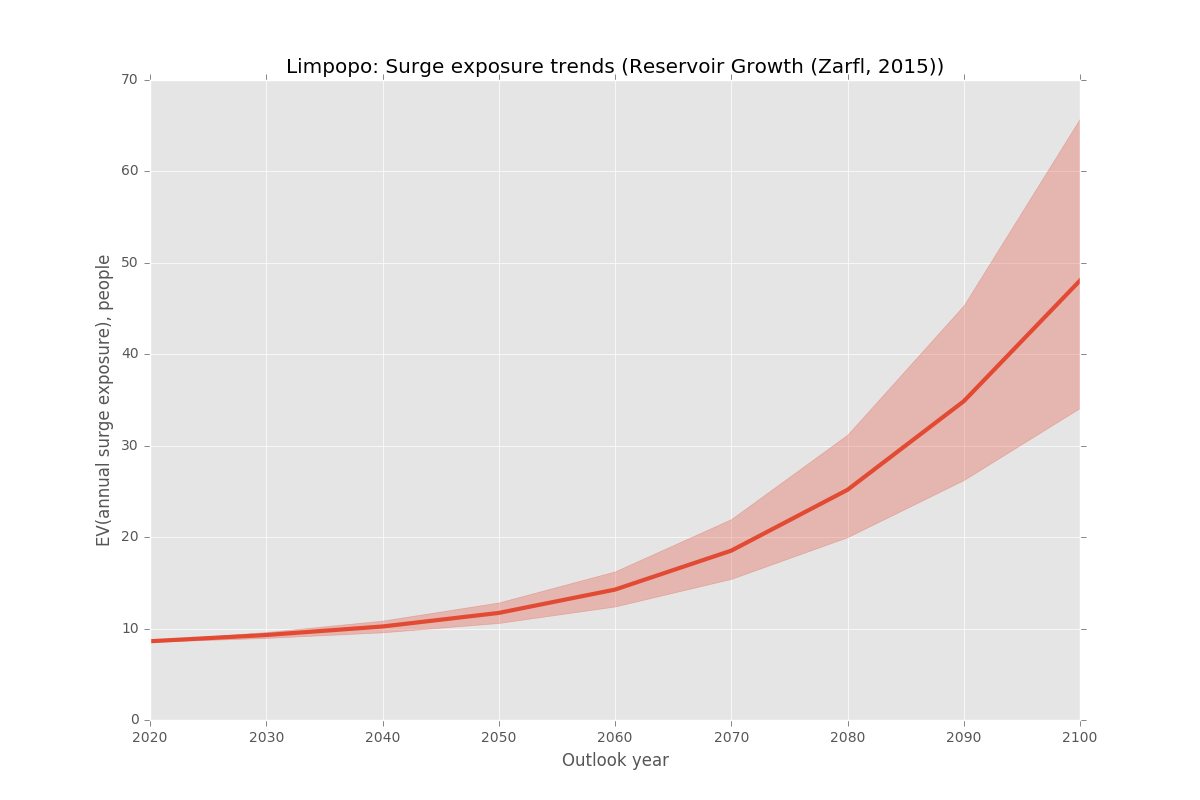 Limpopo: Surge exposure trends (Reservoir Growth (Zarfl, 2015))
EV(annual surge exposure), people
70
60
50
40
30
20
10
0
2020 2030 2040 2050 2060 2070 2080 2090 2100
Outlook year